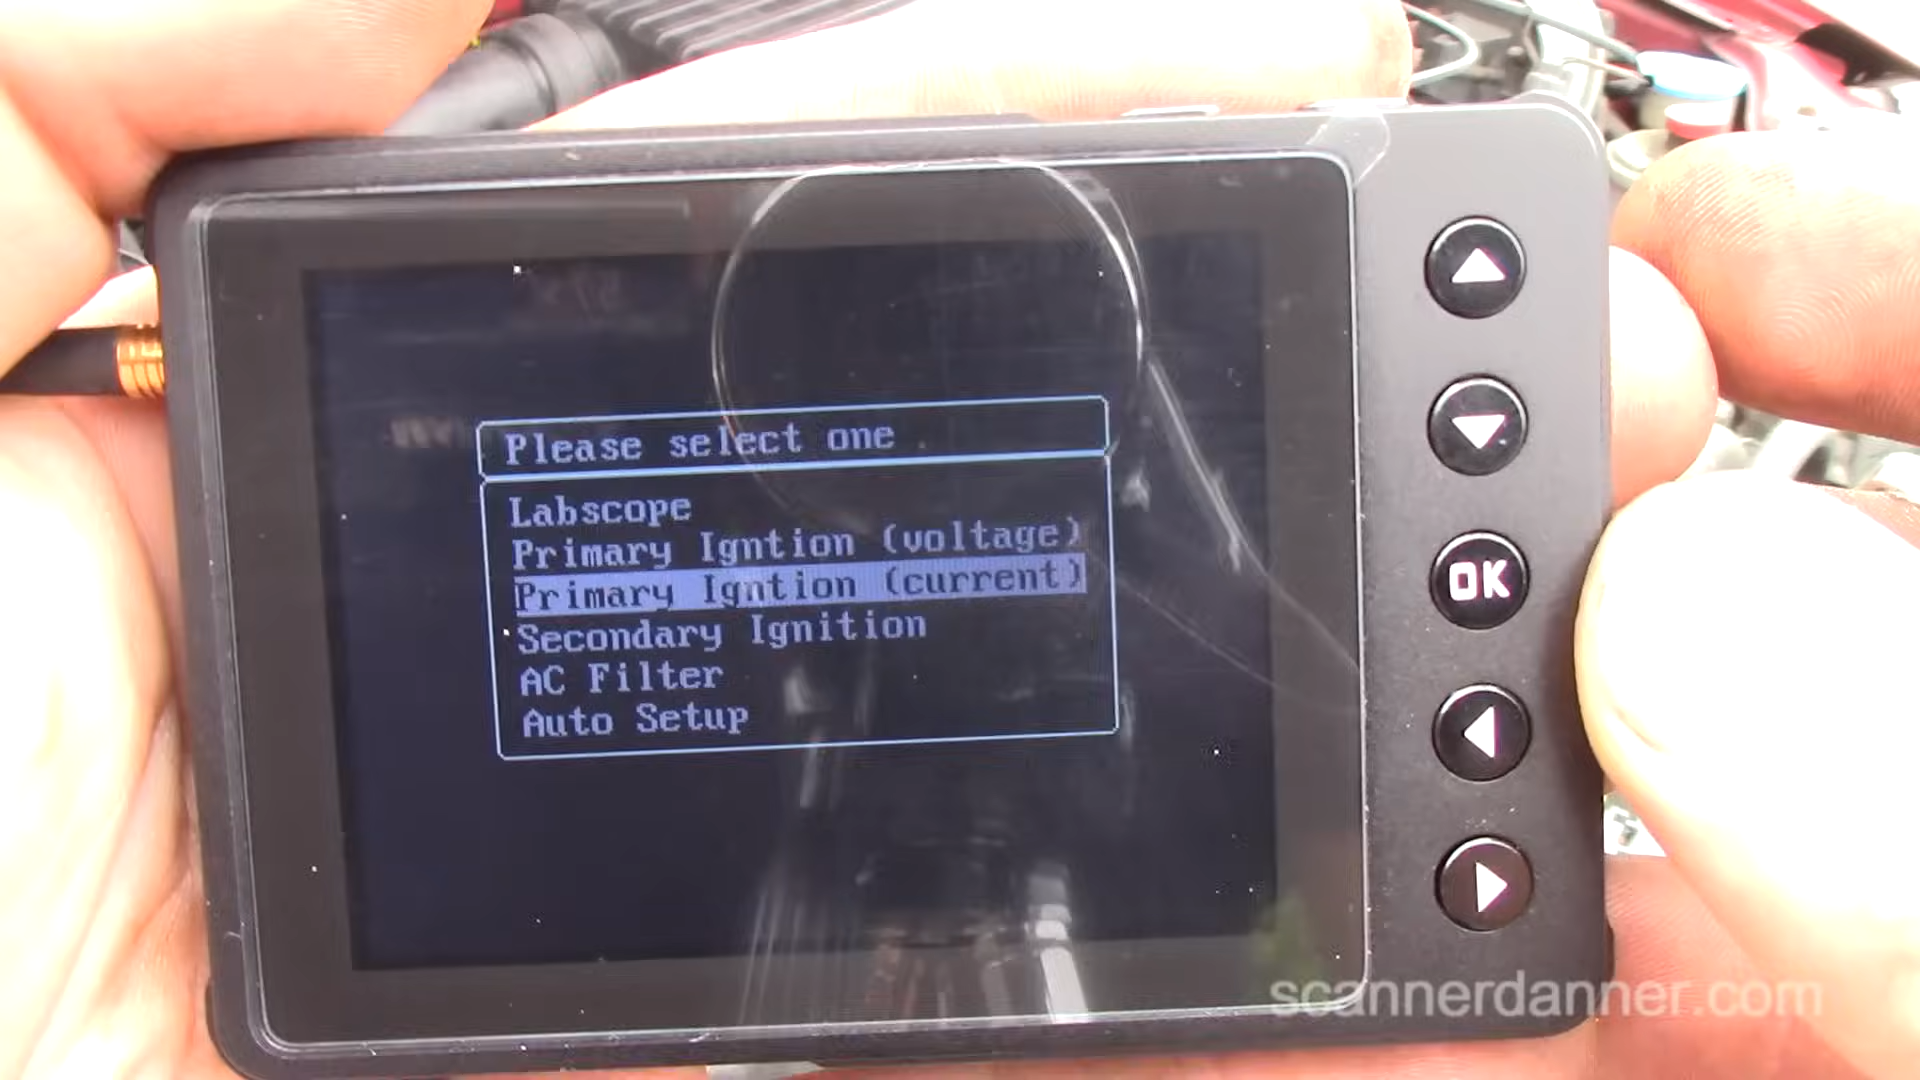 Please select one
Labscope
Primary Igntion (voltage)
Primary Igntion (current)
Secondary Ignition
AC Filter
Auto Setup
OK
scannerdanner.com